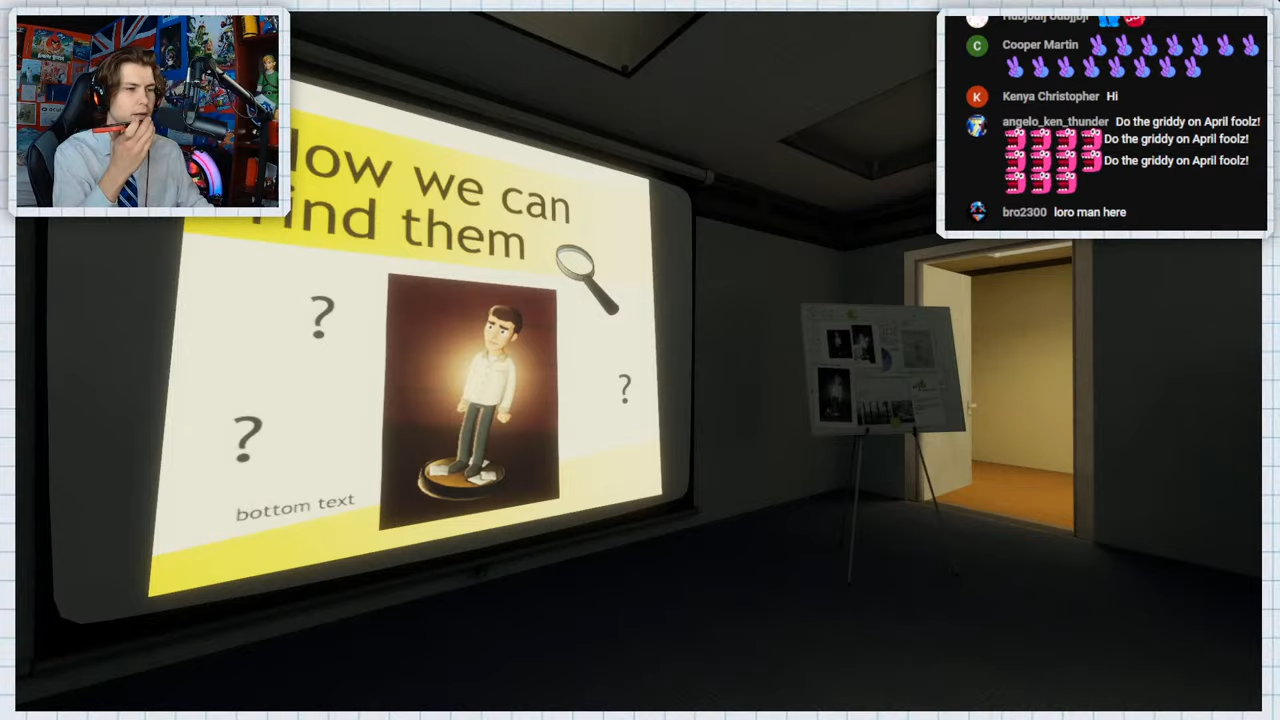 How we can
find them
?
?
?
bottom text
Cooper Martin
Kenya Christopher Hi
angelo_ken_thunder Do the griddy on April foolz!
Do the griddy on April foolz!
Do the griddy on April foolz!
bro2300 loro man here